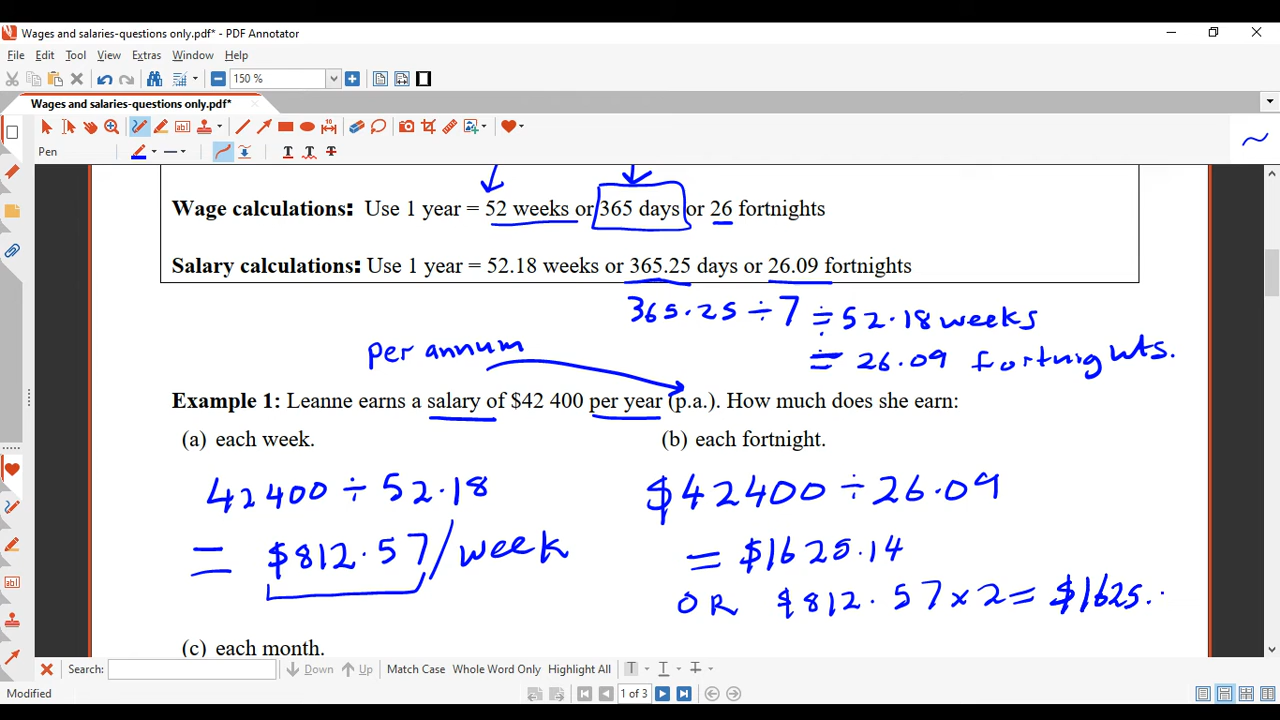 Wages and salaries-questions only.pdf* - PDF Annotator
File Edit Tool View Extras Window Help
150 %
Wages and salaries-questions only.pdf*
Pen
Wage calculations: Use 1 year = 52 weeks or 365 days or 26 fortnights
Salary calculations: Use 1 year = 52.18 weeks or 365.25 days or 26.09 fortnights
365.25 ÷ 7 ≑ 52.18 weeks
≑ 26.09 fortnights.
per annum
Example 1: Leanne earns a salary of $42 400 per year (p.a.). How much does she earn:
(a) each week. (b) each fortnight.
42400 ÷ 52.18 $42400 ÷ 26.09
= $812.57/week = $1625.14
OR $812.57 × 2 = $1625.
(c) each month.
Search: Down Up Match Case Whole Word Only Highlight All
Modified 1 of 3